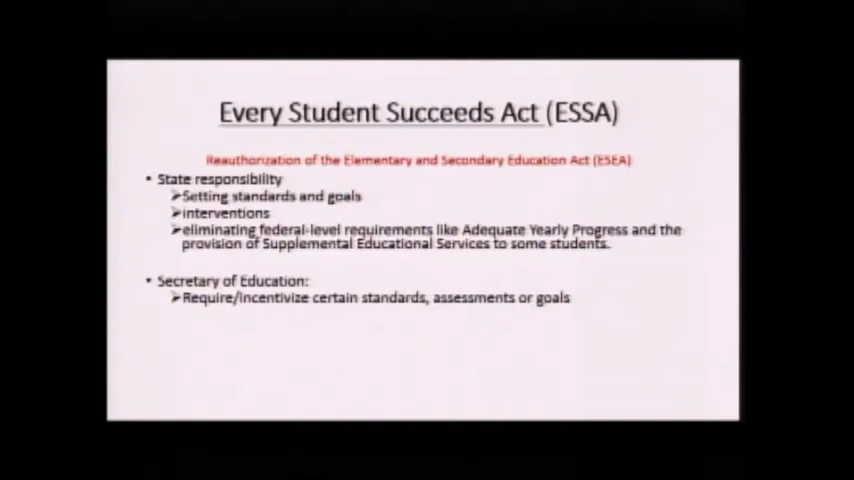 Every Student Succeeds Act (ESSA)
Reauthorization of the Elementary and Secondary Education Act (ESEA)
• State responsibility
➢Setting standards and goals
➢interventions
➢eliminating federal-level requirements like Adequate Yearly Progress and the
provision of Supplemental Educational Services to some students.
• Secretary of Education:
➢Require/incentivize certain standards, assessments or goals